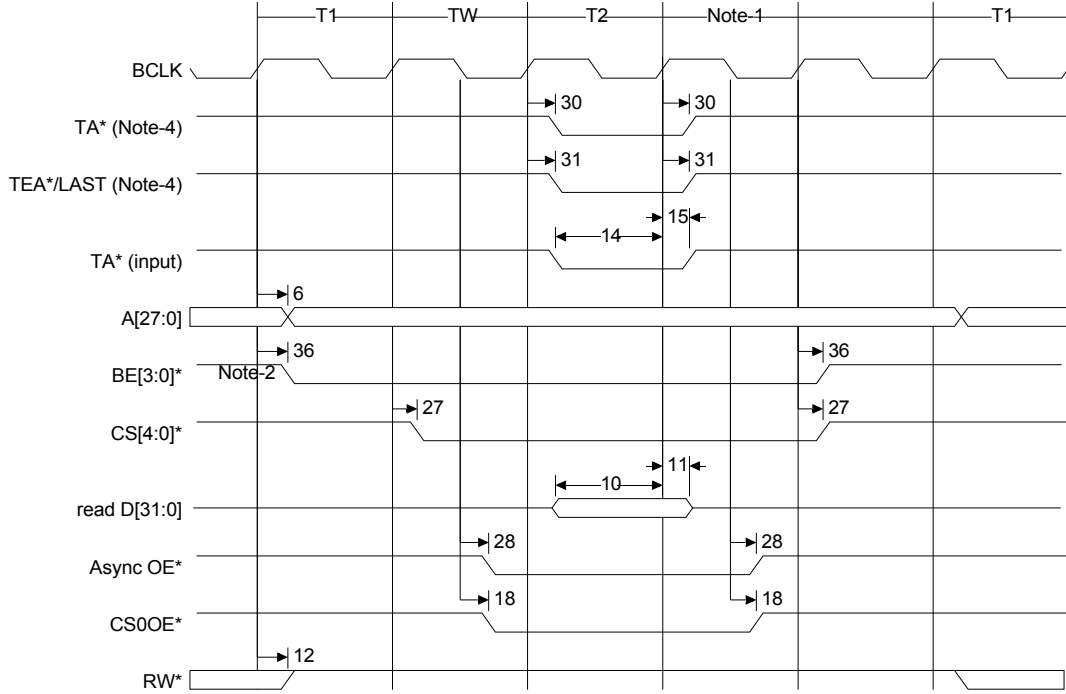 T1 TW T2 Note-1 T1
BCLK
30 30
TA* (Note-4)
31 31
TEA*/LAST (Note-4)
15
14
TA* (input)
6
A[27:0]
36 36
Note-2
BE[3:0]*
27 27
CS[4:0]*
11
10
read D[31:0]
28 28
Async OE*
18 18
CS0OE*
12
RW*